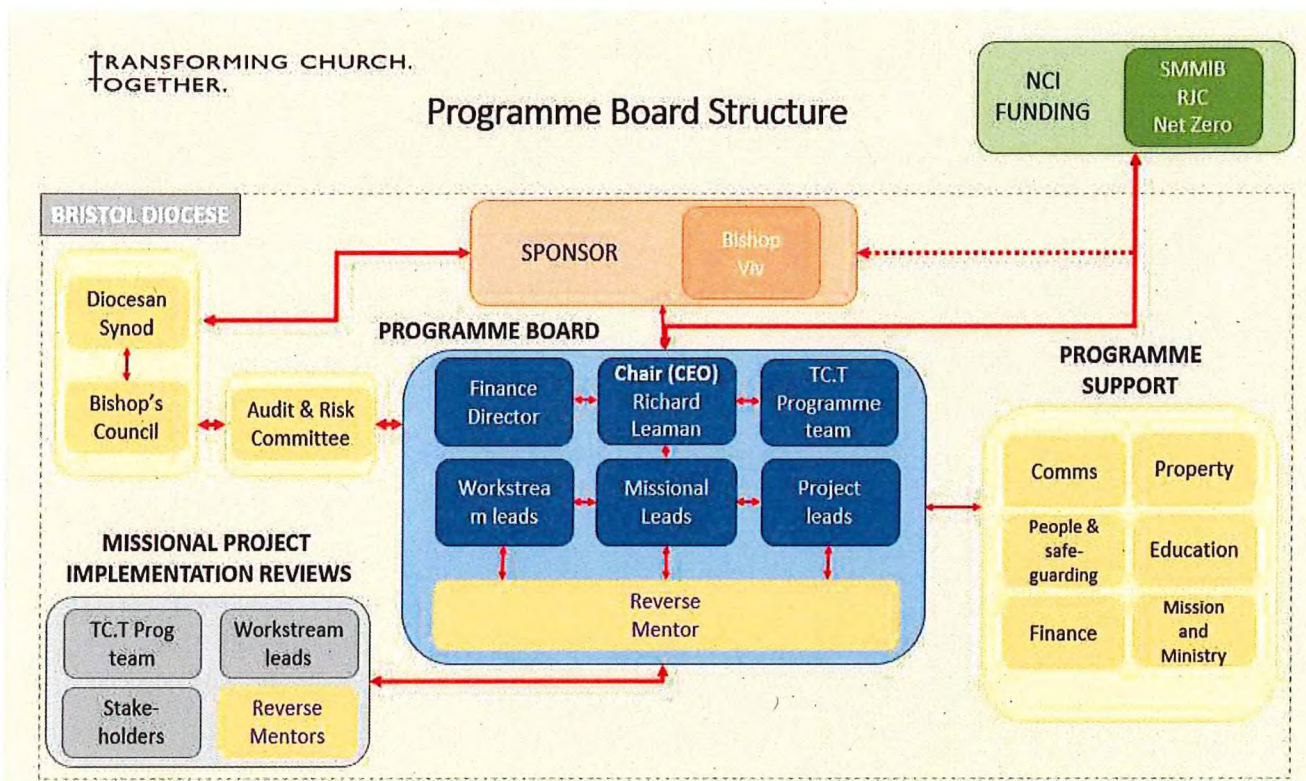 TRANSFORMING CHURCH.
TOGETHER.
Programme Board Structure
NCI
FUNDING
SMMIB
RJC
Net Zero
BRISTOL DIOCESE
SPONSOR
Bishop
Viv
Diocesan
Synod
Bishop's
Council
Audit & Risk
Committee
PROGRAMME BOARD
Finance
Director
Chair (CEO)
Richard
Leaman
TC.T
Programme
team
Workstrea
m leads
Missional
Leads
Project
leads
Reverse
Mentor
PROGRAMME
SUPPORT
Comms
Property
People &
safe-
guarding
Education
Finance
Mission
and
Ministry
MISSIONAL PROJECT
IMPLEMENTATION REVIEWS
TC.T Prog
team
Workstream
leads
Stake-
holders
Reverse
Mentors